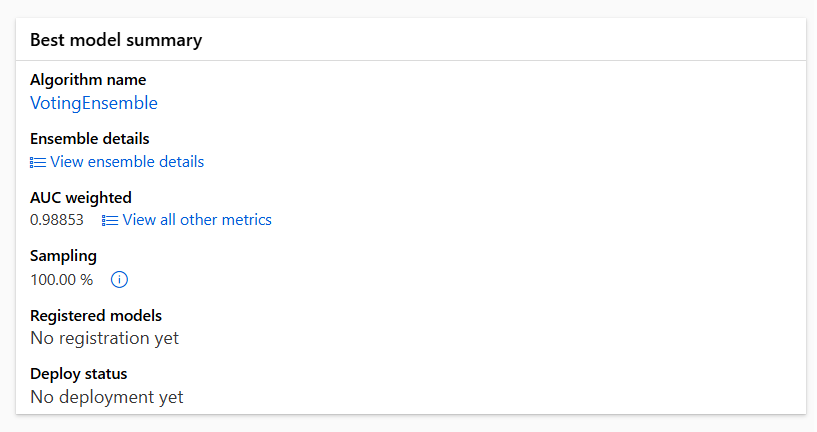 Best model summary
Algorithm name
VotingEnsemble
Ensemble details
View ensemble details
AUC weighted
0.98853 View all other metrics
Sampling
100.00 %
Registered models
No registration yet
Deploy status
No deployment yet